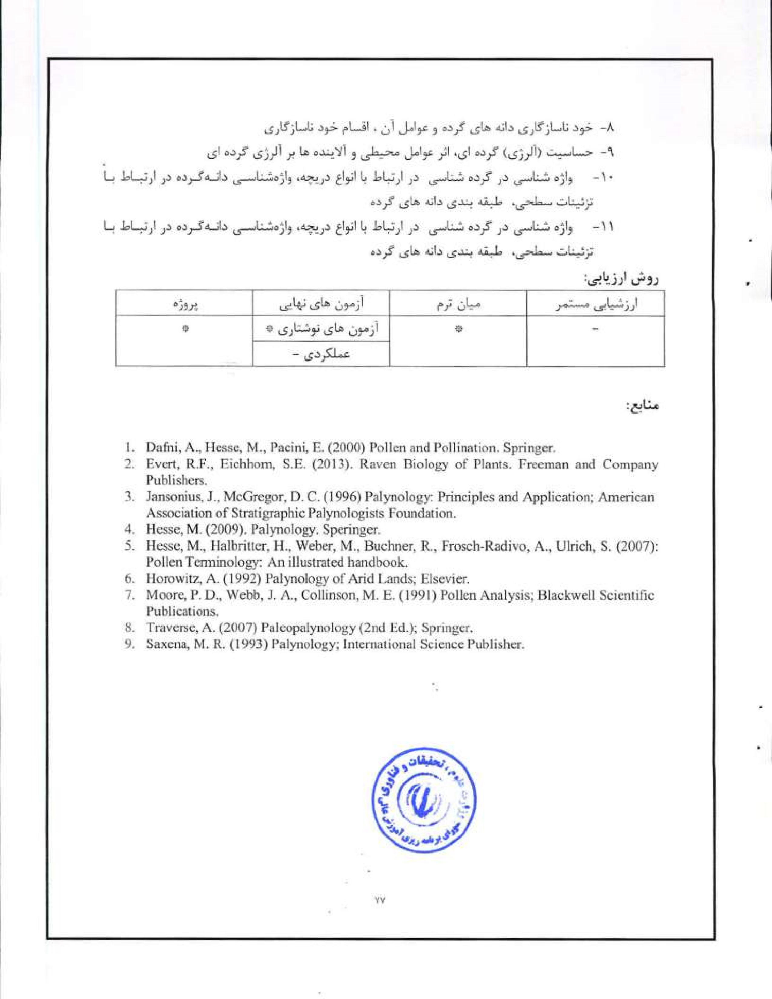 ۸- خود ناسازگاری دانه های گرده و عوامل آن ، اقسام خود ناسازگاری
۹- حساسیت (آلرژی) گرده ای، اثر عوامل محیطی و آلاینده ها بر آلرژی گرده ای
۱۰- واژه شناسی در گرده شناسی در ارتباط با انواع دریچه، واژه‌شناسی دانه‌گرده در ارتباط با
تزئینات سطحی، طبقه بندی دانه های گرده
۱۱- واژه شناسی در گرده شناسی در ارتباط با انواع دریچه، واژه‌شناسی دانه‌گرده در ارتباط با
تزئینات سطحی، طبقه بندی دانه های گرده
روش ارزیابی:
ارزشیابی مستمر میان ترم آزمون های نهایی پروژه
- * آزمون های نوشتاری * *
عملکردی -
منابع:
1. Dafni, A., Hesse, M., Pacini, E. (2000) Pollen and Pollination. Springer.
2. Evert, R.F., Eichhom, S.E. (2013). Raven Biology of Plants. Freeman and Company
Publishers.
3. Jansonius, J., McGregor, D. C. (1996) Palynology: Principles and Application; American
Association of Stratigraphic Palynologists Foundation.
4. Hesse, M. (2009). Palynology. Speringer.
5. Hesse, M., Halbritter, H., Weber, M., Buchner, R., Frosch-Radivo, A., Ulrich, S. (2007):
Pollen Terminology: An illustrated handbook.
6. Horowitz, A. (1992) Palynology of Arid Lands; Elsevier.
7. Moore, P. D., Webb, J. A., Collinson, M. E. (1991) Pollen Analysis; Blackwell Scientific
Publications.
8. Traverse, A. (2007) Paleopalynology (2nd Ed.); Springer.
9. Saxena, M. R. (1993) Palynology; International Science Publisher.
وزارت علوم، تحقیقات و فناوری
شورای برنامه ریزی آموزش عالی
۷۷